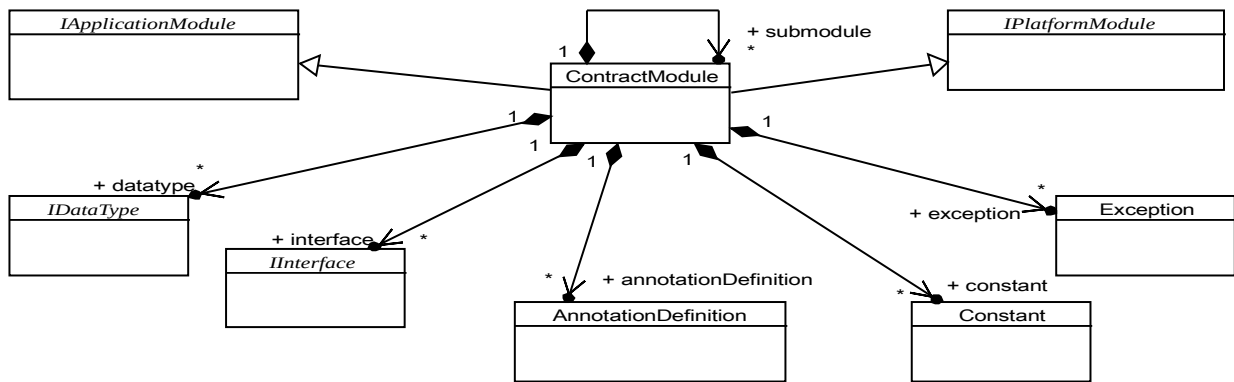 IApplicationModule
IPlatformModule
+ submodule
1
*
ContractModule
1
1
1
1
1
*
+ datatype
IDataType
*
+ exception
Exception
+ interface
*
IInterface
*
+ annotationDefinition
+ constant
*
AnnotationDefinition
Constant